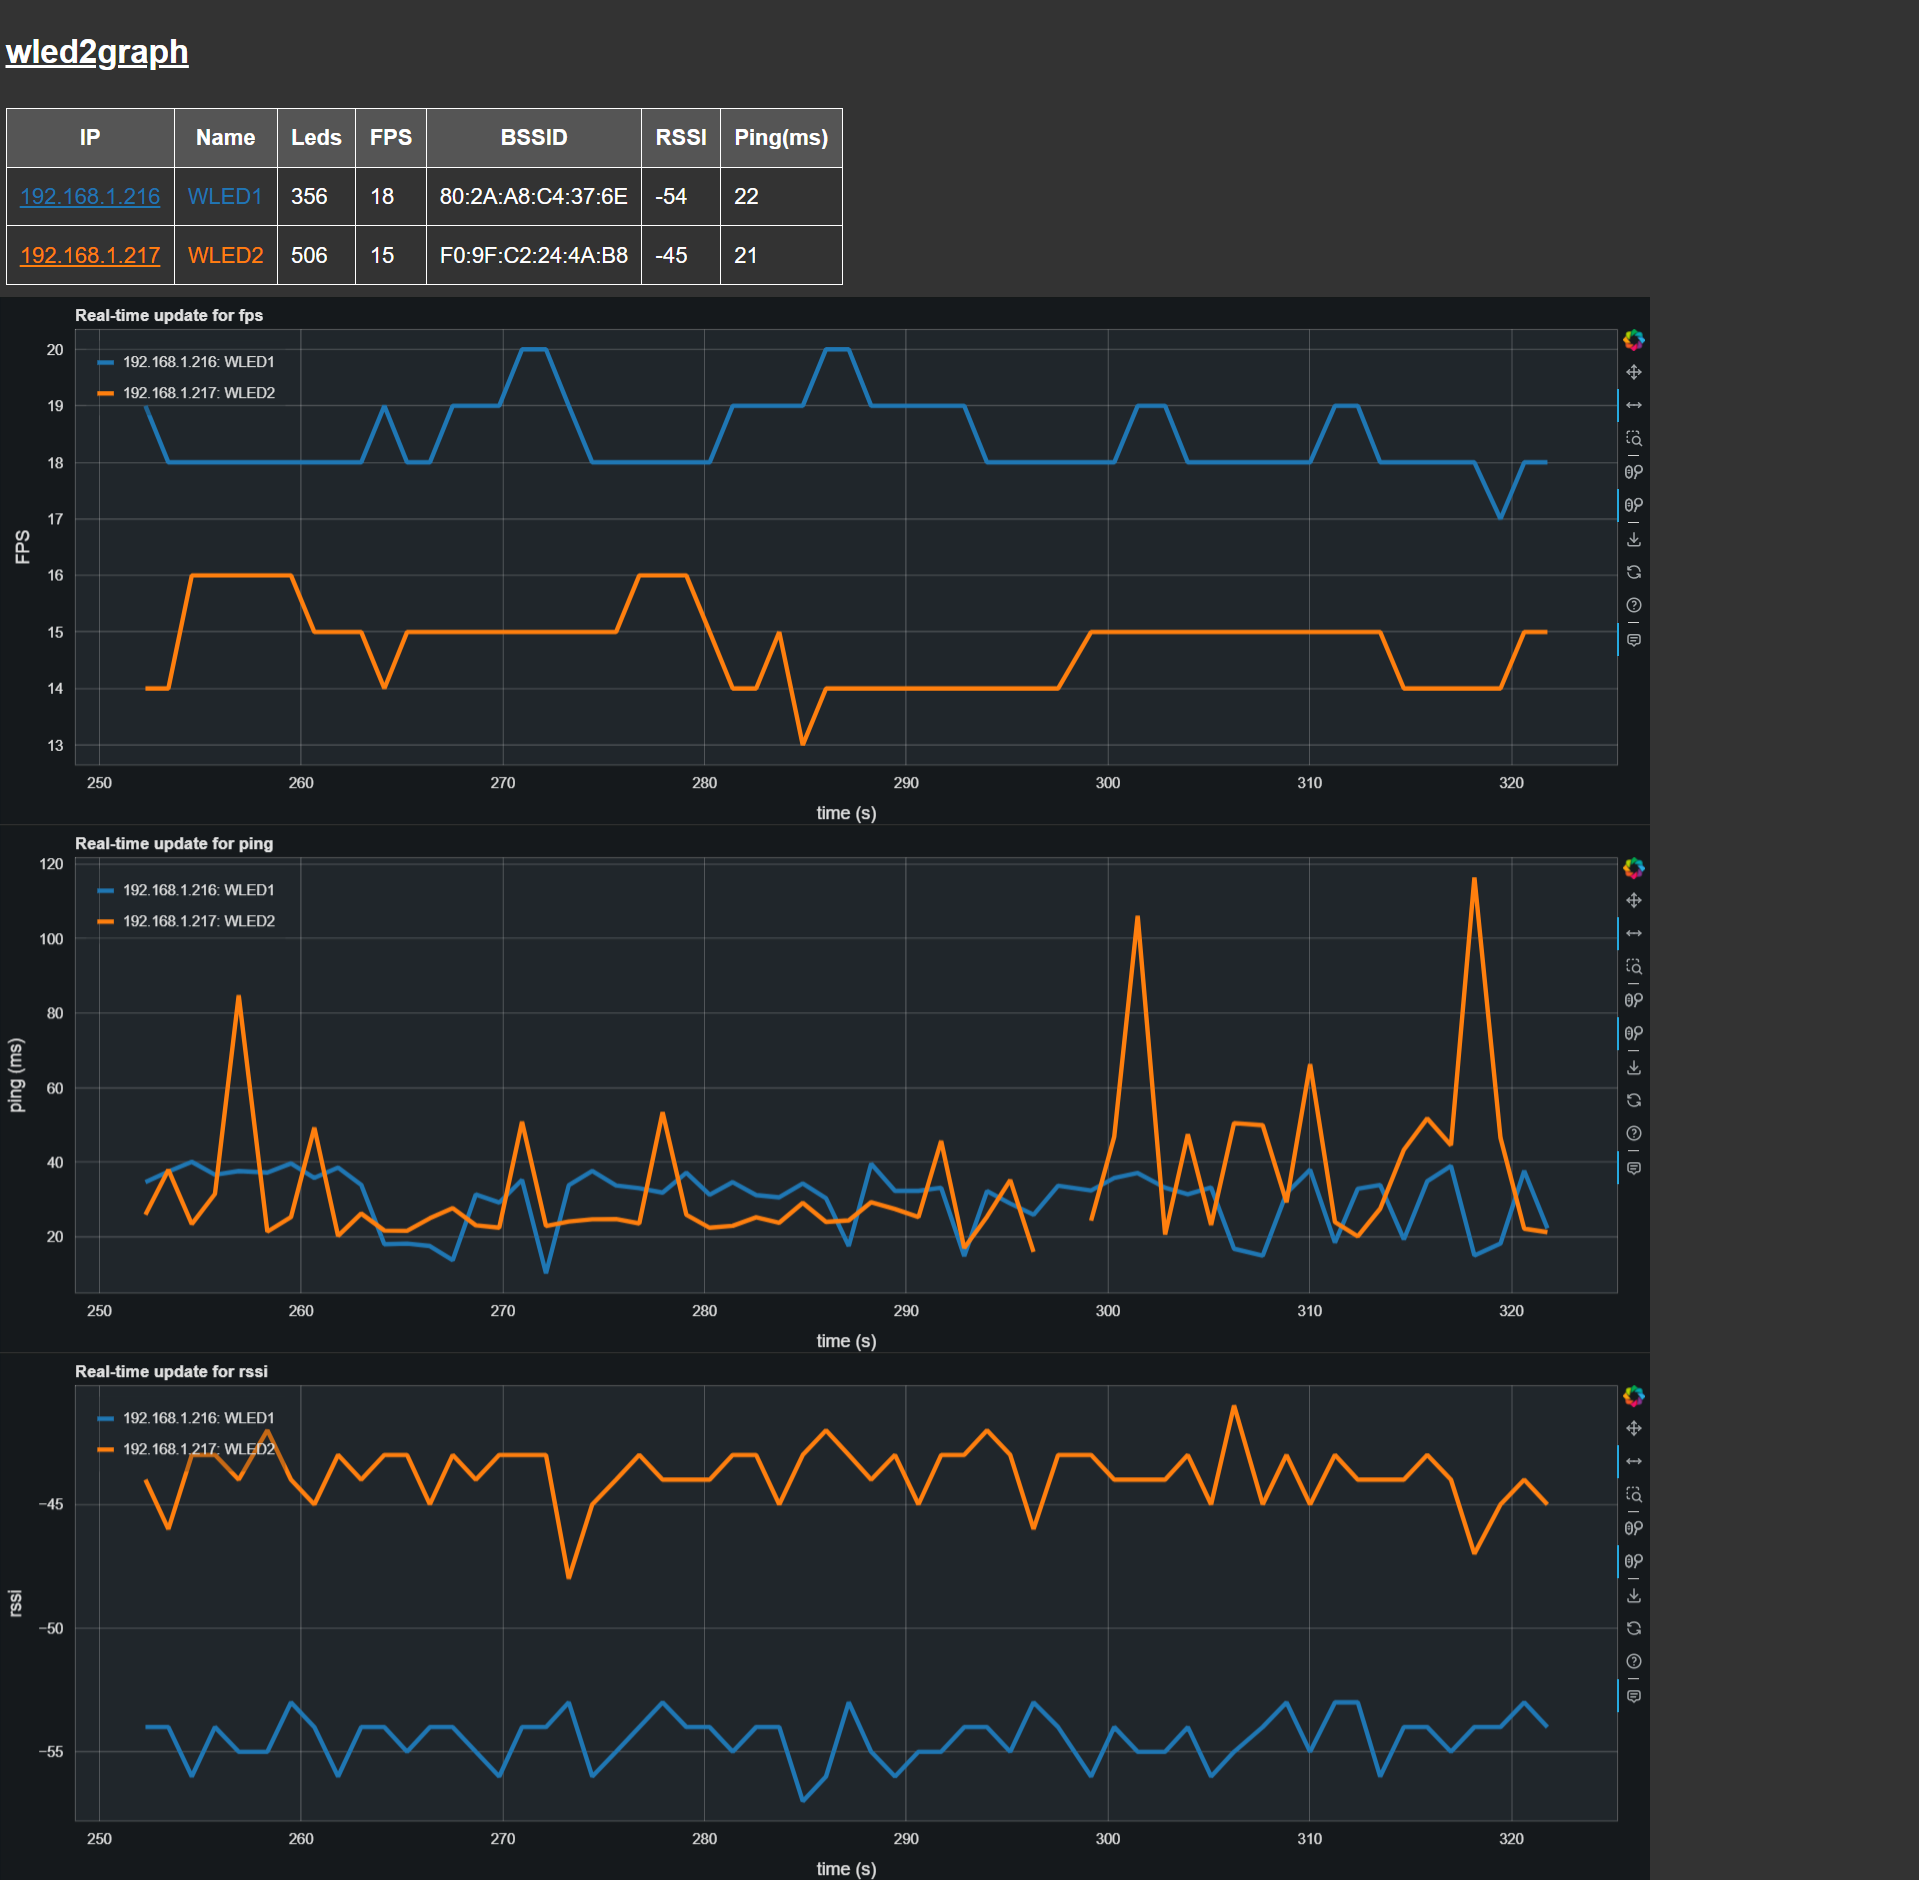 wled2graph
IP Name Leds FPS BSSID RSSI Ping(ms)
192.168.1.216 WLED1 356 18 80:2A:A8:C4:37:6E -54 22
192.168.1.217 WLED2 506 15 F0:9F:C2:24:4A:B8 -45 21
Real-time update for fps
192.168.1.216: WLED1
192.168.1.217: WLED2
20
19
18
17
16
15
14
13
FPS
250 260 270 280 290 300 310 320
time (s)
Real-time update for ping
192.168.1.216: WLED1
192.168.1.217: WLED2
120
100
80
60
40
20
ping (ms)
250 260 270 280 290 300 310 320
time (s)
Real-time update for rssi
192.168.1.216: WLED1
192.168.1.217: WLED2
−45
−50
−55
rssi
250 260 270 280 290 300 310 320
time (s)